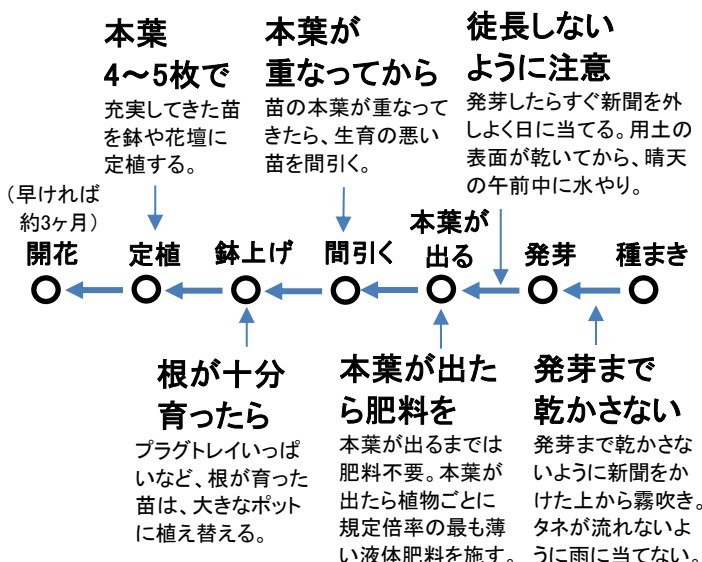 本葉
4～5枚で
充実してきた苗
を鉢や花壇に
定植する。
本葉が
重なってから
苗の本葉が重なって
きたら、生育の悪い
苗を間引く。
徒長しない
ように注意
発芽したらすぐ新聞を外
しよく日に当てる。用土の
表面が乾いてから、晴天
の午前中に水やり。
（早ければ
約3ヶ月）
開花
定植
鉢上げ
間引く
本葉が
出る
発芽
種まき
根が十分
育ったら
プラグトレイいっぱ
いなど、根が育った
苗は、大きなポット
に植え替える。
本葉が出た
ら肥料を
本葉が出るまでは
肥料不要。本葉が
出たら植物ごとに
規定倍率の最も薄
い液体肥料を施す。
発芽まで
乾かさない
発芽まで乾かさな
いように新聞をか
けた上から霧吹き。
タネが流れないよ
うに雨に当てない。